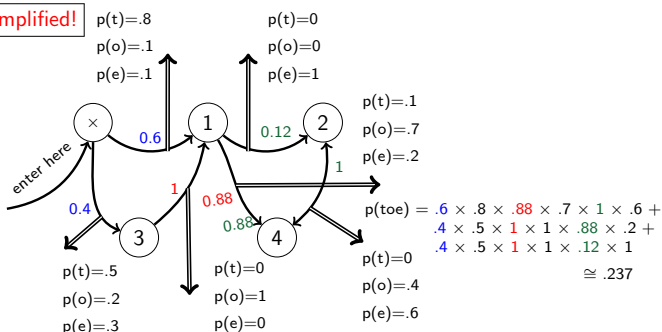 mplified!
p(t)=.8
p(o)=.1
p(e)=.1
p(t)=0
p(o)=0
p(e)=1
p(t)=.1
p(o)=.7
p(e)=.2
×
1
2
3
4
enter here
0.6
0.12
0.4
1
0.88
0.88
1
p(toe) = .6 × .8 × .88 × .7 × 1 × .6 +
.4 × .5 × 1 × 1 × .88 × .2 +
.4 × .5 × 1 × 1 × .12 × 1
≅ .237
p(t)=.5
p(o)=.2
p(e)=.3
p(t)=0
p(o)=1
p(e)=0
p(t)=0
p(o)=.4
p(e)=.6